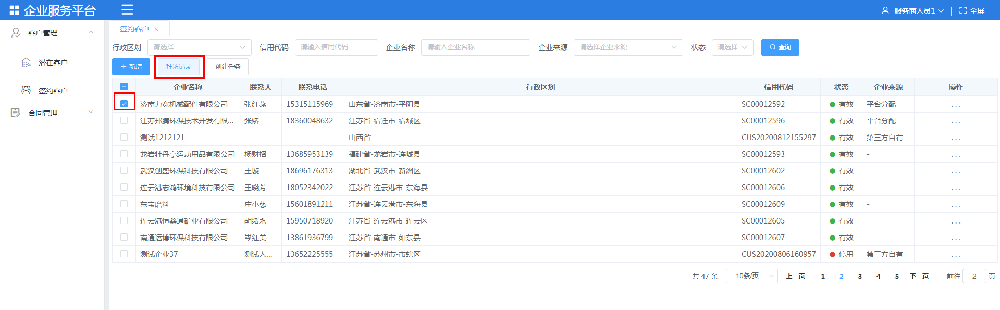 企业服务平台
服务商人员1 全屏
客户管理
潜在客户
签约客户
合同管理
签约客户 ×
行政区划 请选择 信用代码 请输入信用代码 企业名称 请输入企业名称 企业来源 请选择企业来源 状态 请选择 查询
+ 新增 拜访记录 创建任务
企业名称 联系人 联系电话 行政区划 信用代码 状态 企业来源 操作
济南力宽机械配件有限公司 张红燕 15315115969 山东省-济南市-平阴县 SC00012592 有效 平台分配 ...
江苏邦腾环保技术开发有限... 张娇 18360048632 江苏省-宿迁市-宿城区 SC00012596 有效 平台分配 ...
测试1212121 山西省 CUS20200812155297 有效 第三方自有 ...
龙岩牡丹亭运动用品有限公司 杨财招 13685953139 福建省-龙岩市-连城县 SC00012593 有效 - ...
武汉创盛环保科技有限公司 王璇 18696176313 湖北省-武汉市-新洲区 SC00012602 有效 - ...
连云港志鸿环境科技有限公司 王晓芳 18052342022 江苏省-连云港市-东海县 SC00012606 有效 - ...
东宝磨料 庄小慈 15601891211 江苏省-连云港市-东海县 SC00012609 有效 - ...
连云港恒鑫通矿业有限公司 胡绪永 15950718920 江苏省-连云港市-连云区 SC00012605 有效 - ...
南通运博环保科技有限公司 岑红美 13861936799 江苏省-南通市-如东县 SC00012607 有效 - ...
测试企业37 测试人... 13652225555 江苏省-苏州市-市辖区 CUS20200806160957 停用 第三方自有 ...
共 47 条 10条/页 上一页 1 2 3 4 5 下一页 前往 2 页